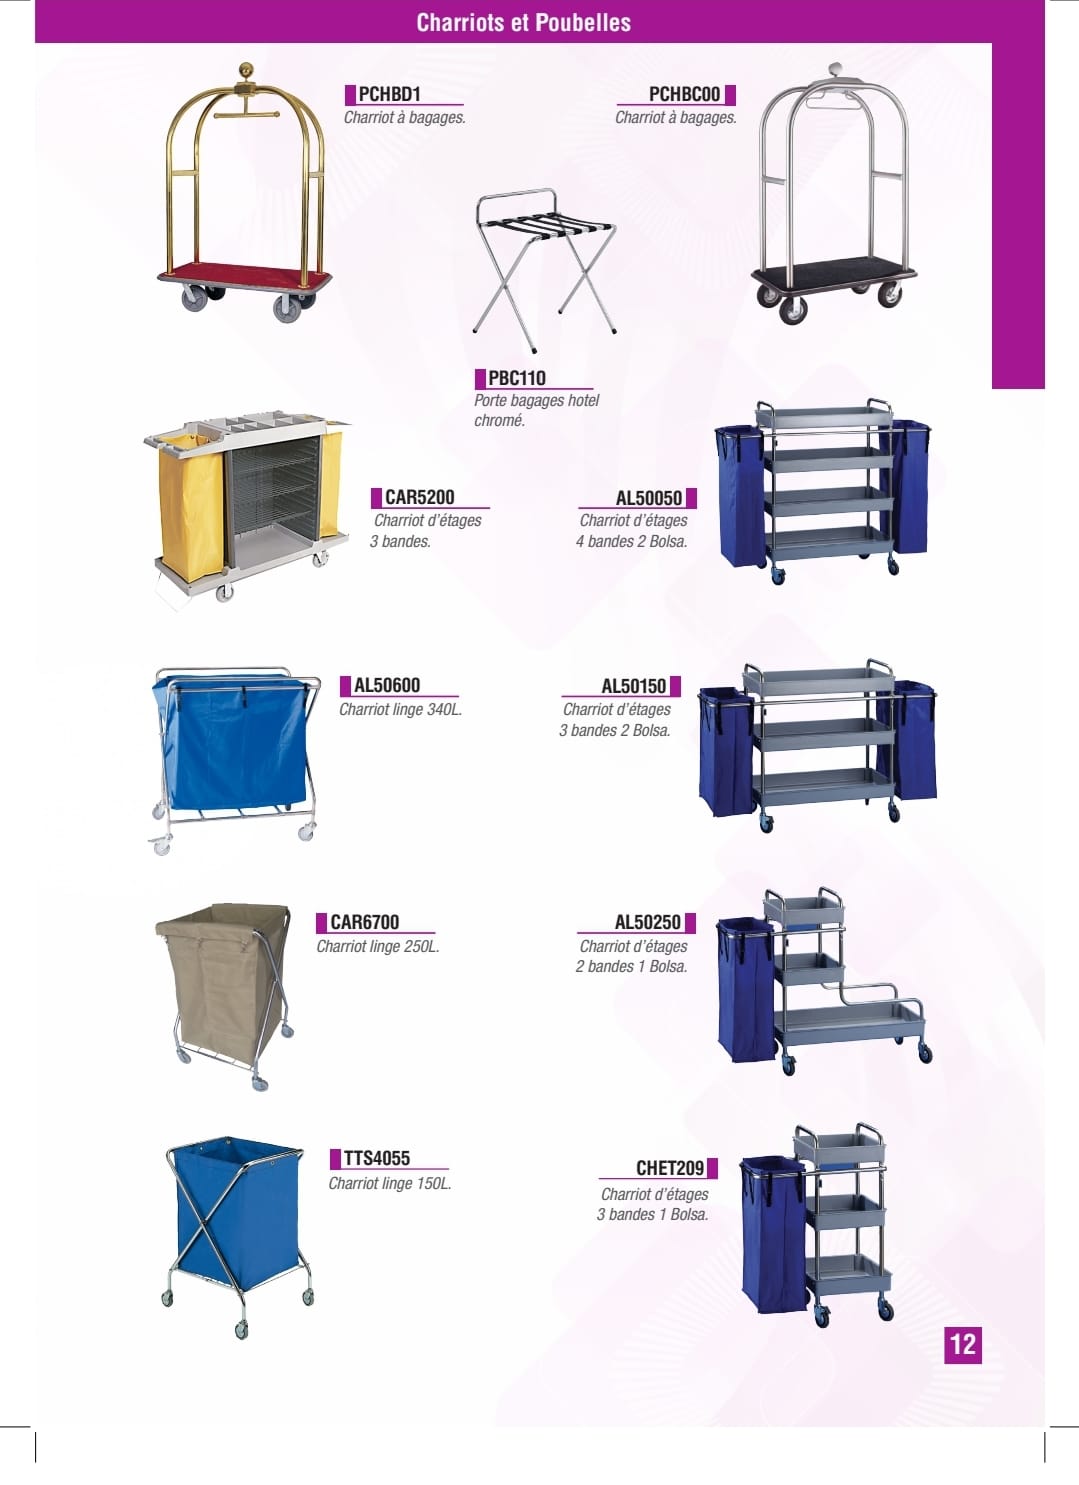 Charriots et Poubelles
PCHBD1
Charriot à bagages.
PCHBC00
Charriot à bagages.
PBC110
Porte bagages hotel
chromé.
CAR5200
Charriot d'étages
3 bandes.
AL50050
Charriot d'étages
4 bandes 2 Bolsa.
AL50600
Charriot linge 340L.
AL50150
Charriot d'étages
3 bandes 2 Bolsa.
CAR6700
Charriot linge 250L.
AL50250
Charriot d'étages
2 bandes 1 Bolsa.
TTS4055
Charriot linge 150L.
CHET209
Charriot d'étages
3 bandes 1 Bolsa.
12